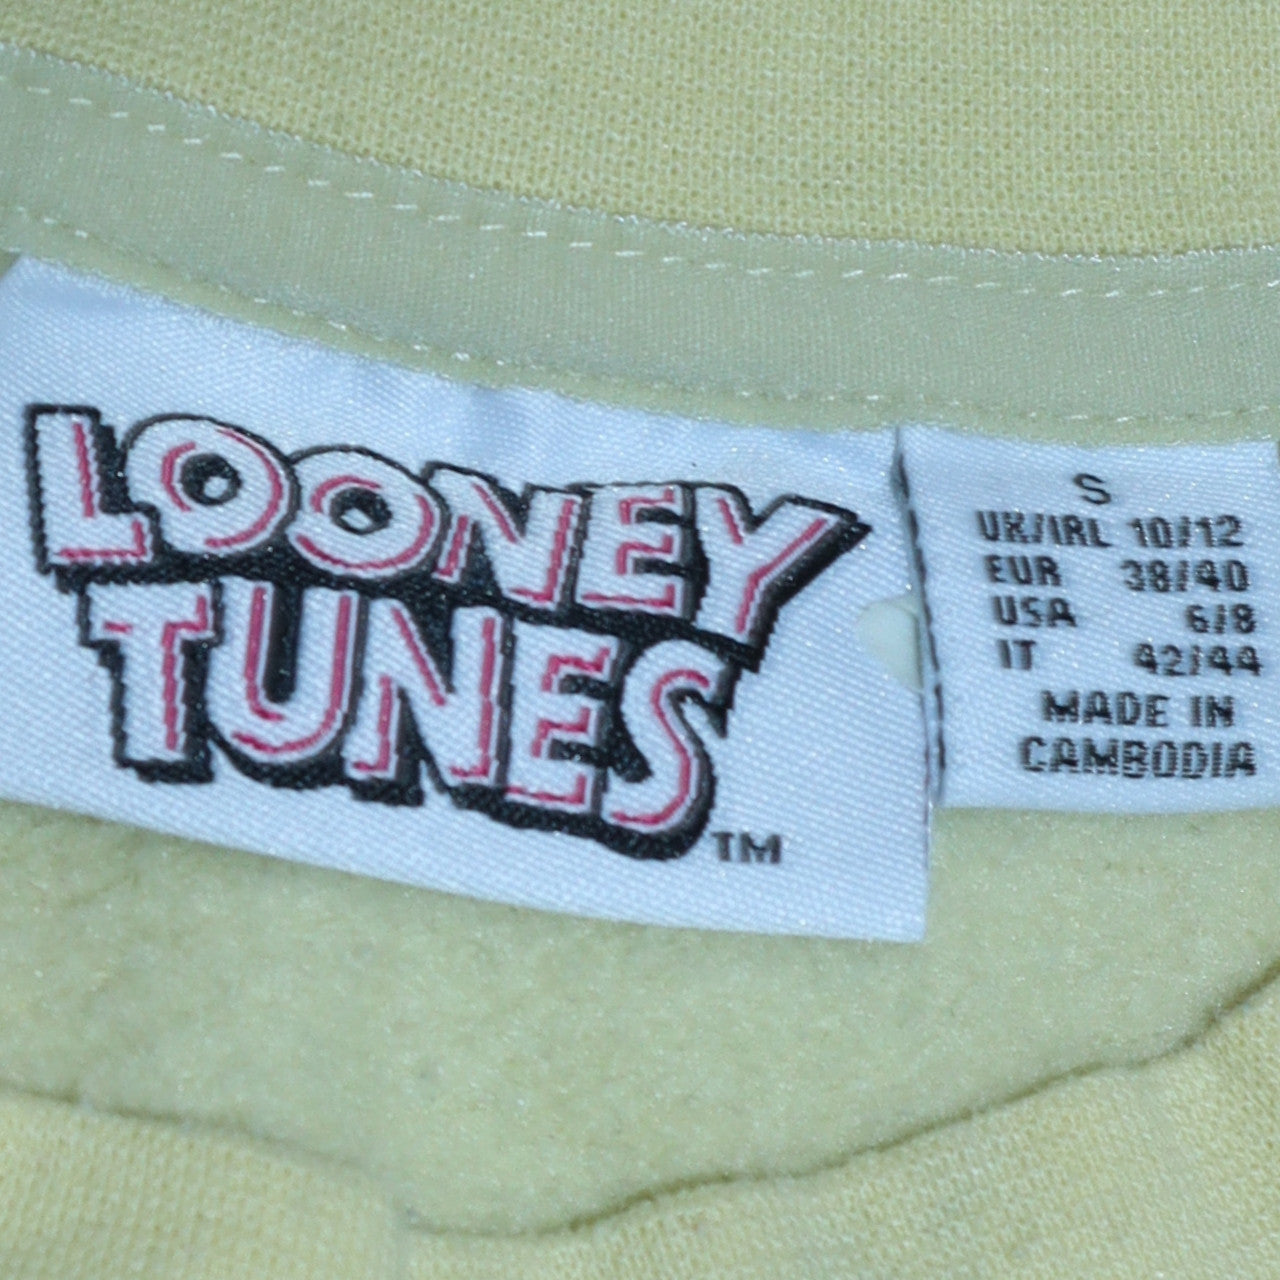 LOONEY
TUNES
TM
S
UK/IRL 10/12
EUR 38/40
USA 6/8
IT 42/44
MADE IN
CAMBODIA